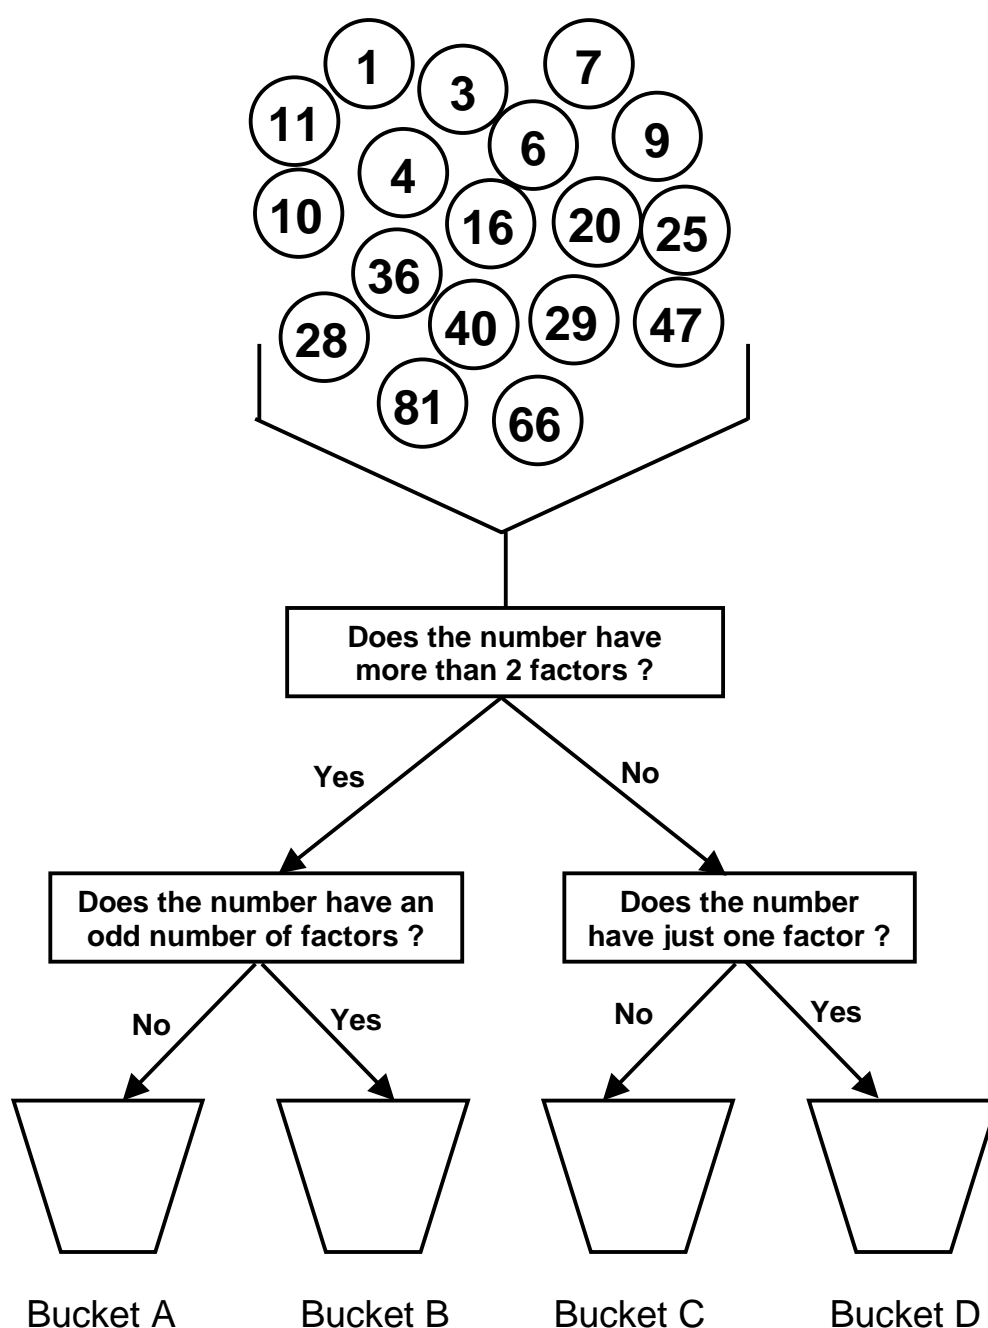 1
3
7
11
6
9
4
10
16
20
25
36
28
40
29
47
81
66
Does the number have
more than 2 factors ?
Yes
No
Does the number have an
odd number of factors ?
Does the number
have just one factor ?
No
Yes
No
Yes
Bucket A
Bucket B
Bucket C
Bucket D